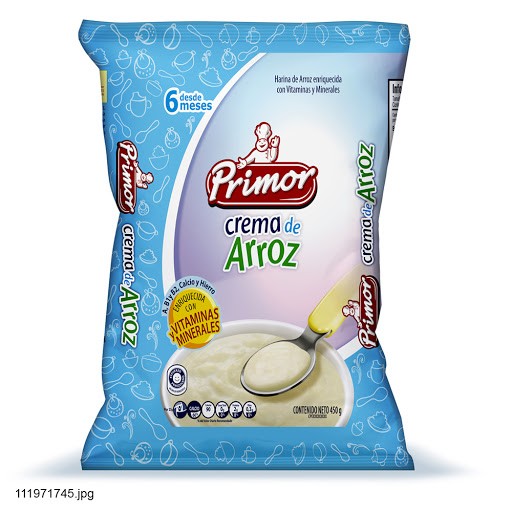 Harina de Arroz enriquecida
con Vitaminas y Minerales
6 desde
meses
Primor
crema de
Arroz
Primor
crema de Arroz
crema de Arroz
Primor
A, B1 y B2, Calcio y Hierro
ENRIQUECIDA
CON
VITAMINAS
y MINERALES
CONTENIDO NETO 450 g
111971745.jpg